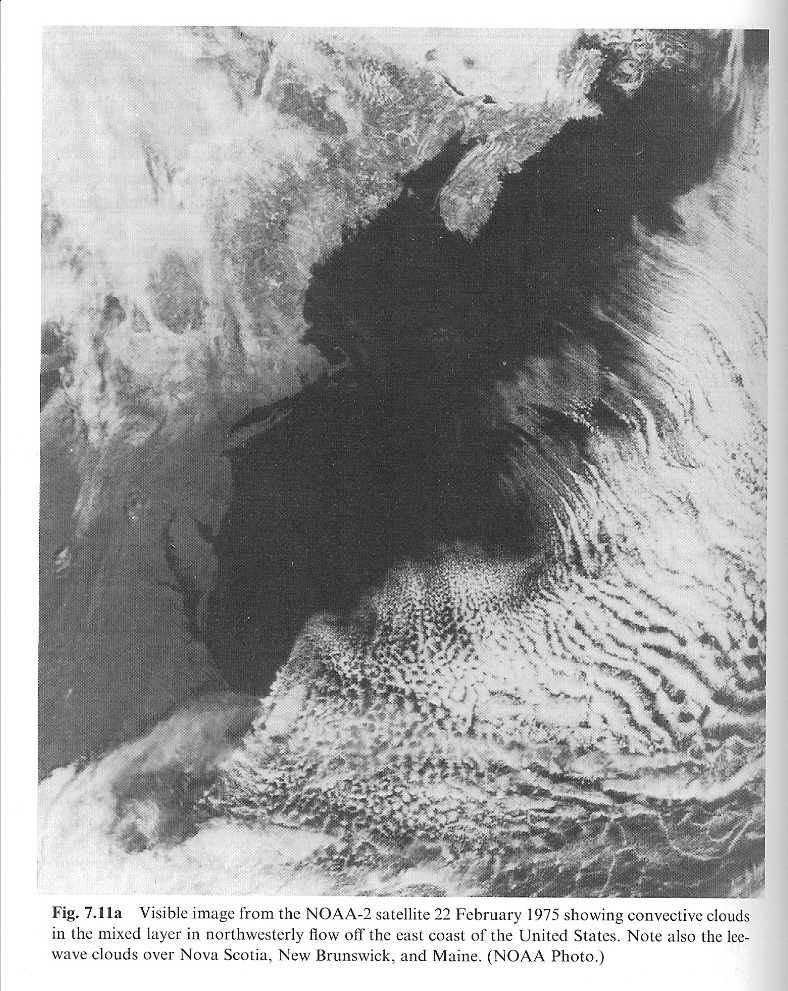 Fig. 7.11a Visible image from the NOAA-2 satellite 22 February 1975 showing convective clouds
in the mixed layer in northwesterly flow off the east coast of the United States. Note also the lee-
wave clouds over Nova Scotia, New Brunswick, and Maine. (NOAA Photo.)